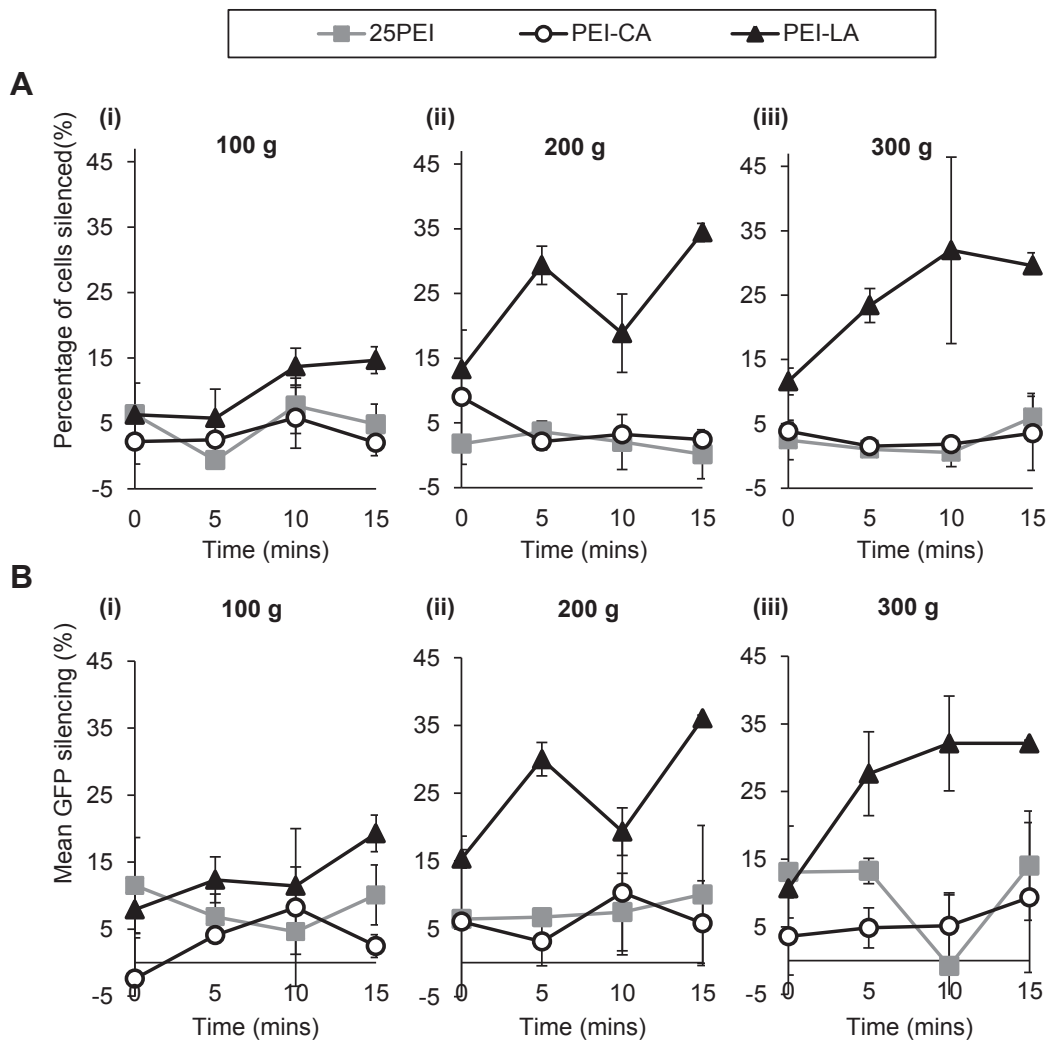 25PEI PEI-CA PEI-LA
A
(i) (ii) (iii)
100 g 200 g 300 g
Percentage of cells silenced(%)
45 45 45
35 35 35
25 25 25
15 15 15
5 5 5
-5 -5 -5
0 5 10 15 0 5 10 15 0 5 10 15
Time (mins) Time (mins) Time (mins)
B
(i) (ii) (iii)
100 g 200 g 300 g
Mean GFP silencing (%)
45 45 45
35 35 35
25 25 25
15 15 15
5 5 5
-5 -5 -5
0 5 10 15 0 5 10 15 0 5 10 15
Time (mins) Time (mins) Time (mins)